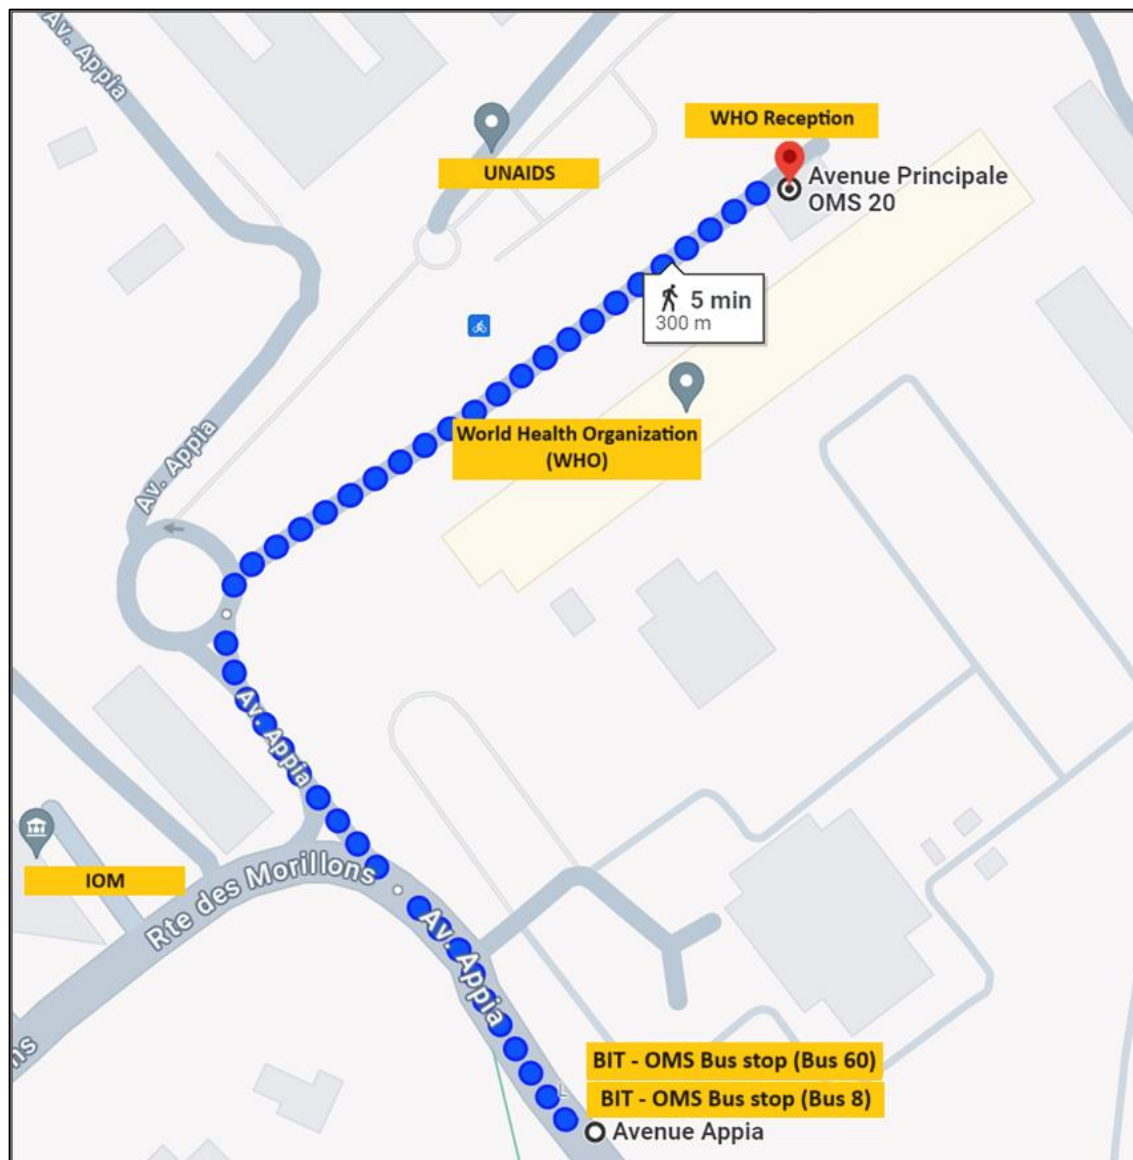 Av. Appia
WHO Reception
UNAIDS
Avenue Principale
OMS 20
5 min
300 m
World Health Organization
(WHO)
Av. Appia
Av. Appia
IOM
Rte des Morillons
Av. Appia
ns
BIT - OMS Bus stop (Bus 60)
BIT - OMS Bus stop (Bus 8)
Avenue Appia